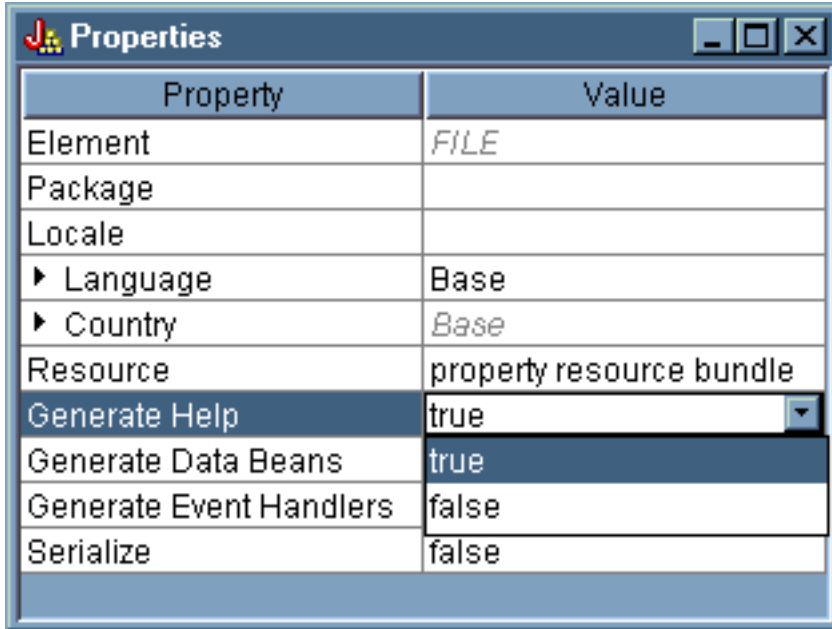 Properties
Property Value
Element FILE
Package
Locale
Language Base
Country Base
Resource property resource bundle
Generate Help true
Generate Data Beans true
Generate Event Handlers false
Serialize false